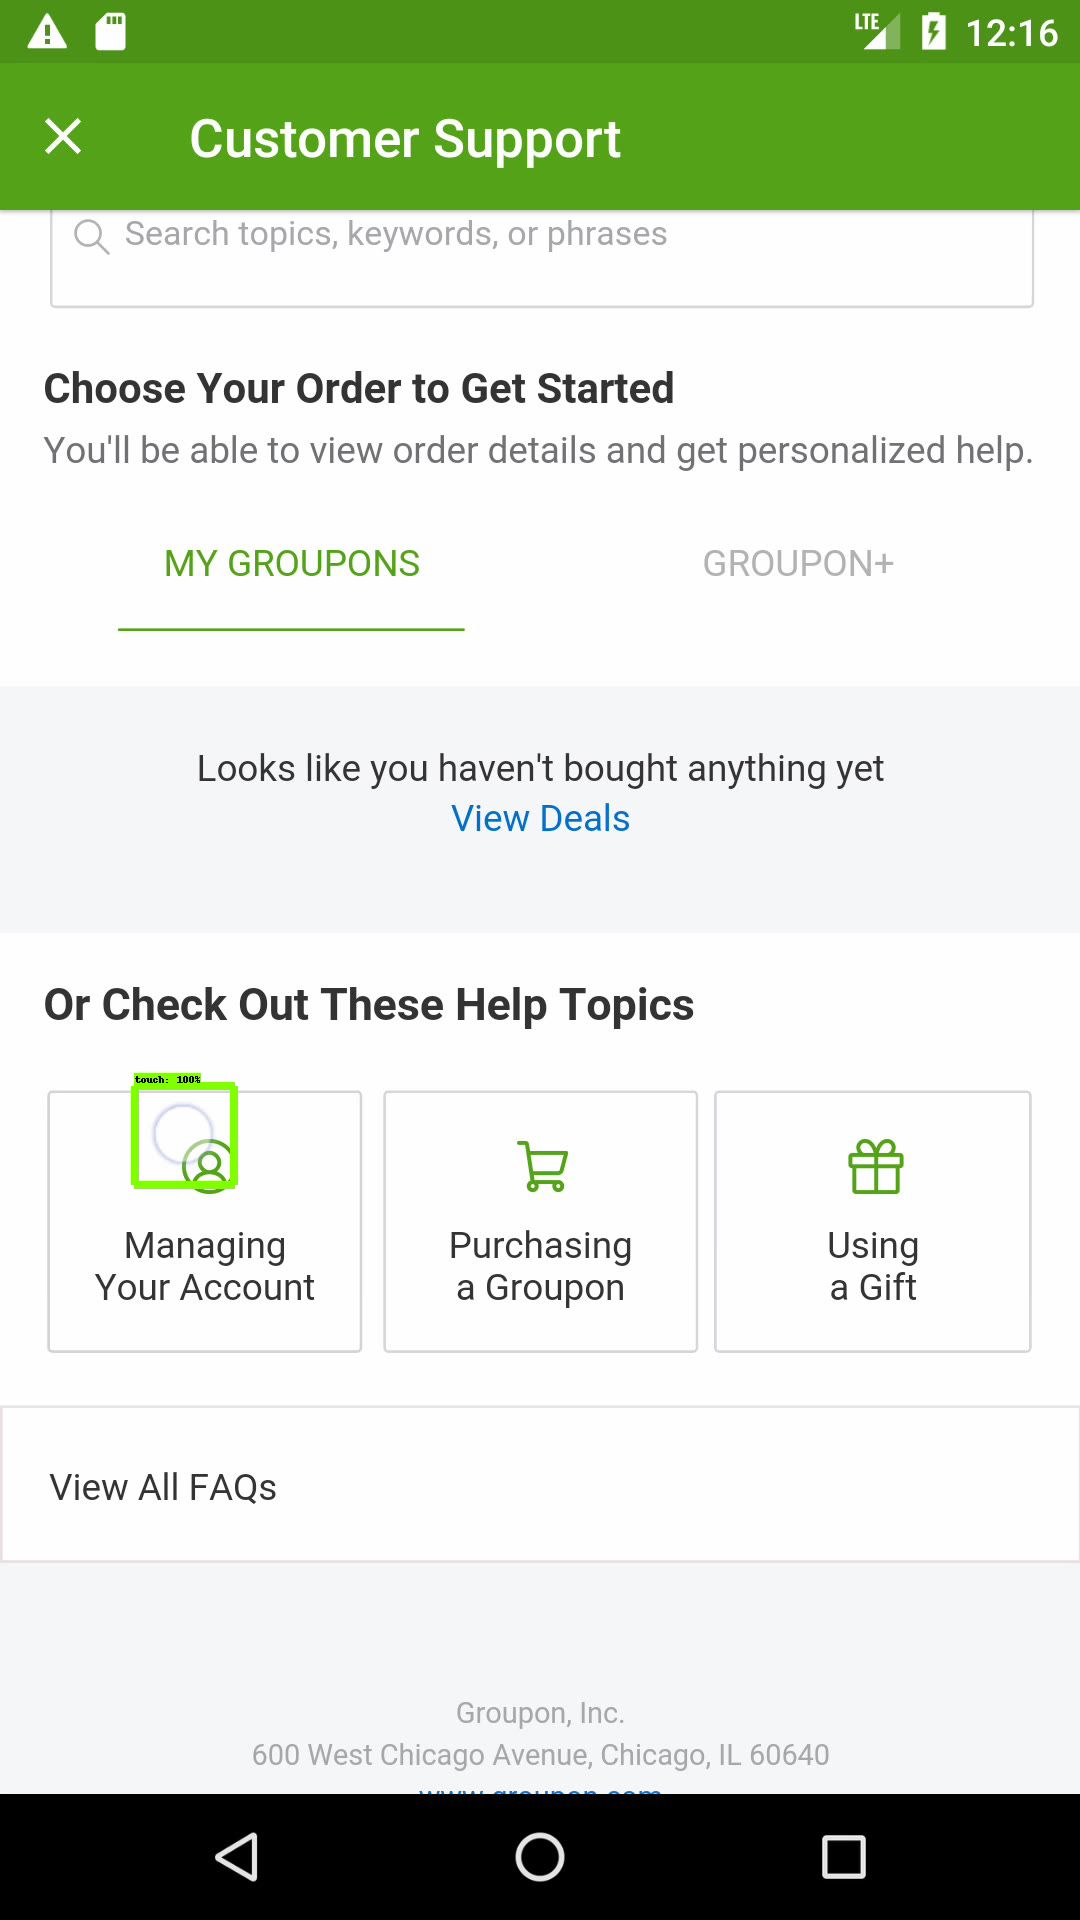 LTE 12:16
Customer Support
Search topics, keywords, or phrases
Choose Your Order to Get Started
You'll be able to view order details and get personalized help.
MY GROUPONS GROUPON+
Looks like you haven't bought anything yet
View Deals
Or Check Out These Help Topics
touch: 100%
Managing
Your Account
Purchasing
a Groupon
Using
a Gift
View All FAQs
Groupon, Inc.
600 West Chicago Avenue, Chicago, IL 60640
www.groupon.com